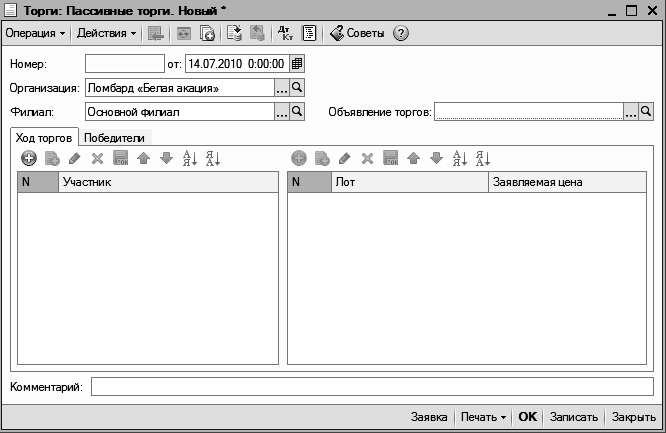 Торги: Пассивные торги. Новый *
Операция Действия Дт Кт Советы ?
Номер: от: 14.07.2010 0:00:00
Организация: Ломбард «Белая акация» ...
Филиал: Основной филиал ... Объявление торгов: ...
Ход торгов Победители
N Участник N Лот Заявляемая цена
Комментарий:
Заявка Печать OK Записать Закрыть